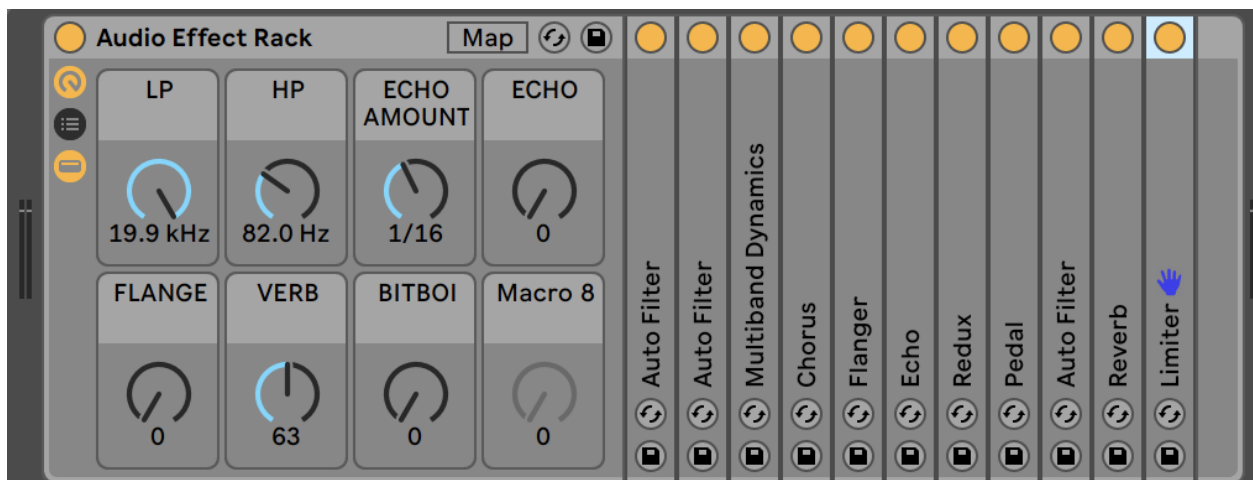 Audio Effect Rack Map
LP HP ECHO AMOUNT ECHO
19.9 kHz 82.0 Hz 1/16 0
FLANGE VERB BITBOI Macro 8
0 63 0 0
Auto Filter
Auto Filter
Multiband Dynamics
Chorus
Flanger
Echo
Redux
Pedal
Auto Filter
Reverb
Limiter